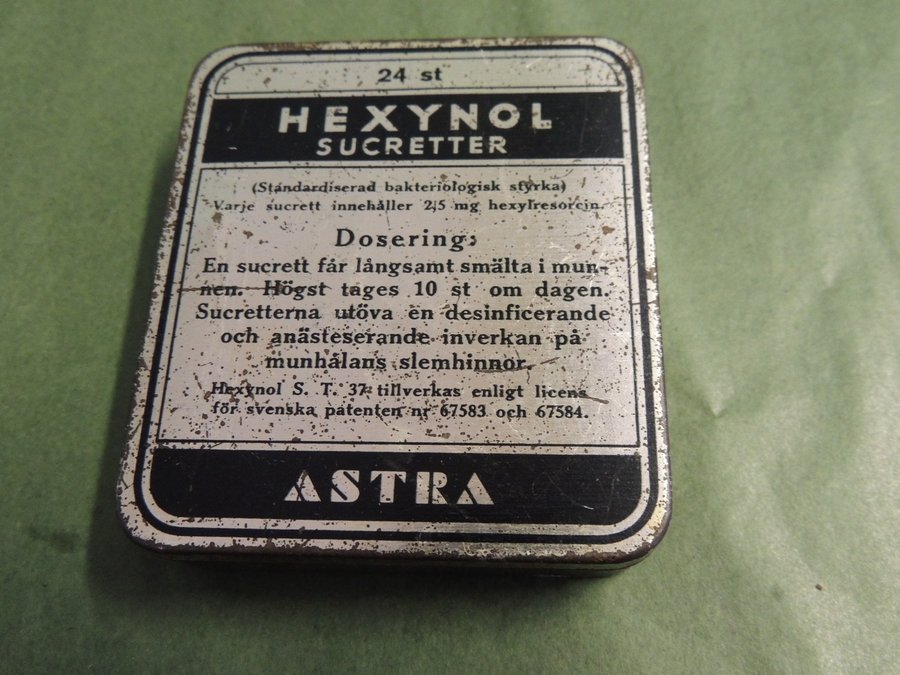 24 st
HEXYNOL
SUCRETTER
(Standardiserad bakteriologisk styrka)
Varje sucrett innehåller 2,5 mg hexylresorcin.
Dosering:
En sucrett får långsamt smälta i mun-
nen. Högst tages 10 st om dagen.
Sucretterna utöva en desinficerande
och anästeserande inverkan på
munhålans slemhinnor.
Hexynol S. T. 37 tillverkas enligt licens
för svenska patenten nr 67583 och 67584.
ASTRA